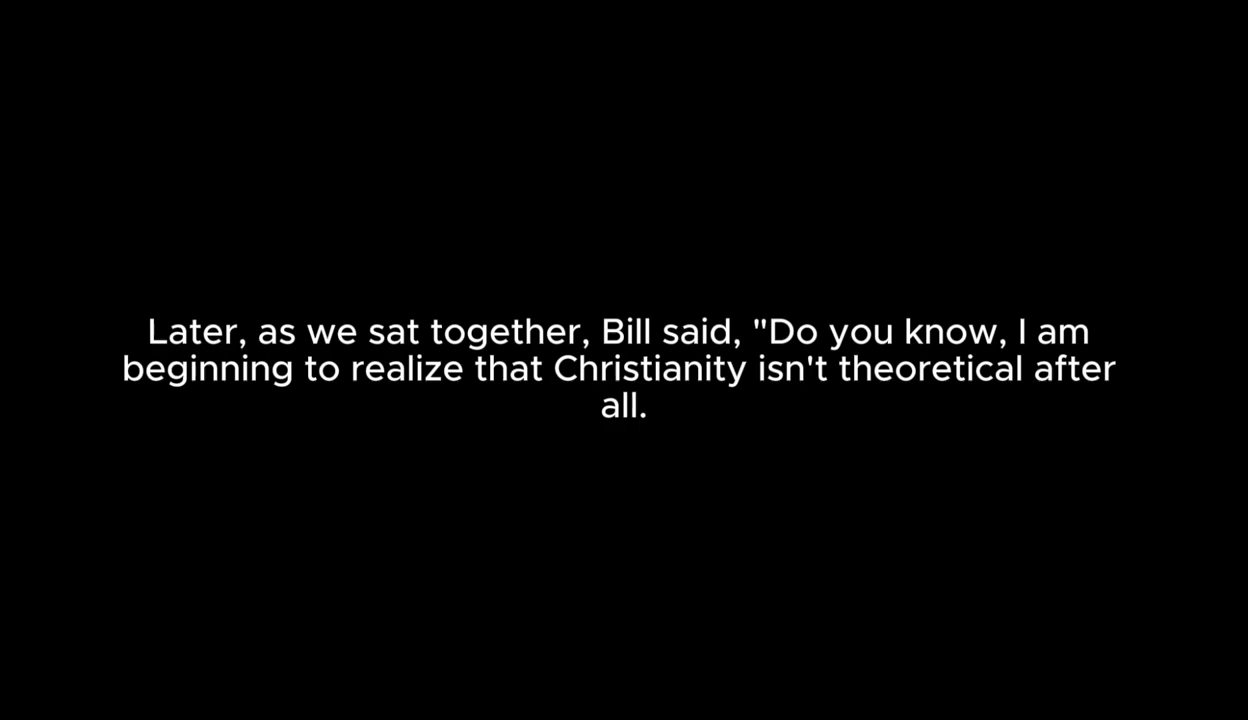 Later, as we sat together, Bill said, "Do you know, I am
beginning to realize that Christianity isn't theoretical after
all.